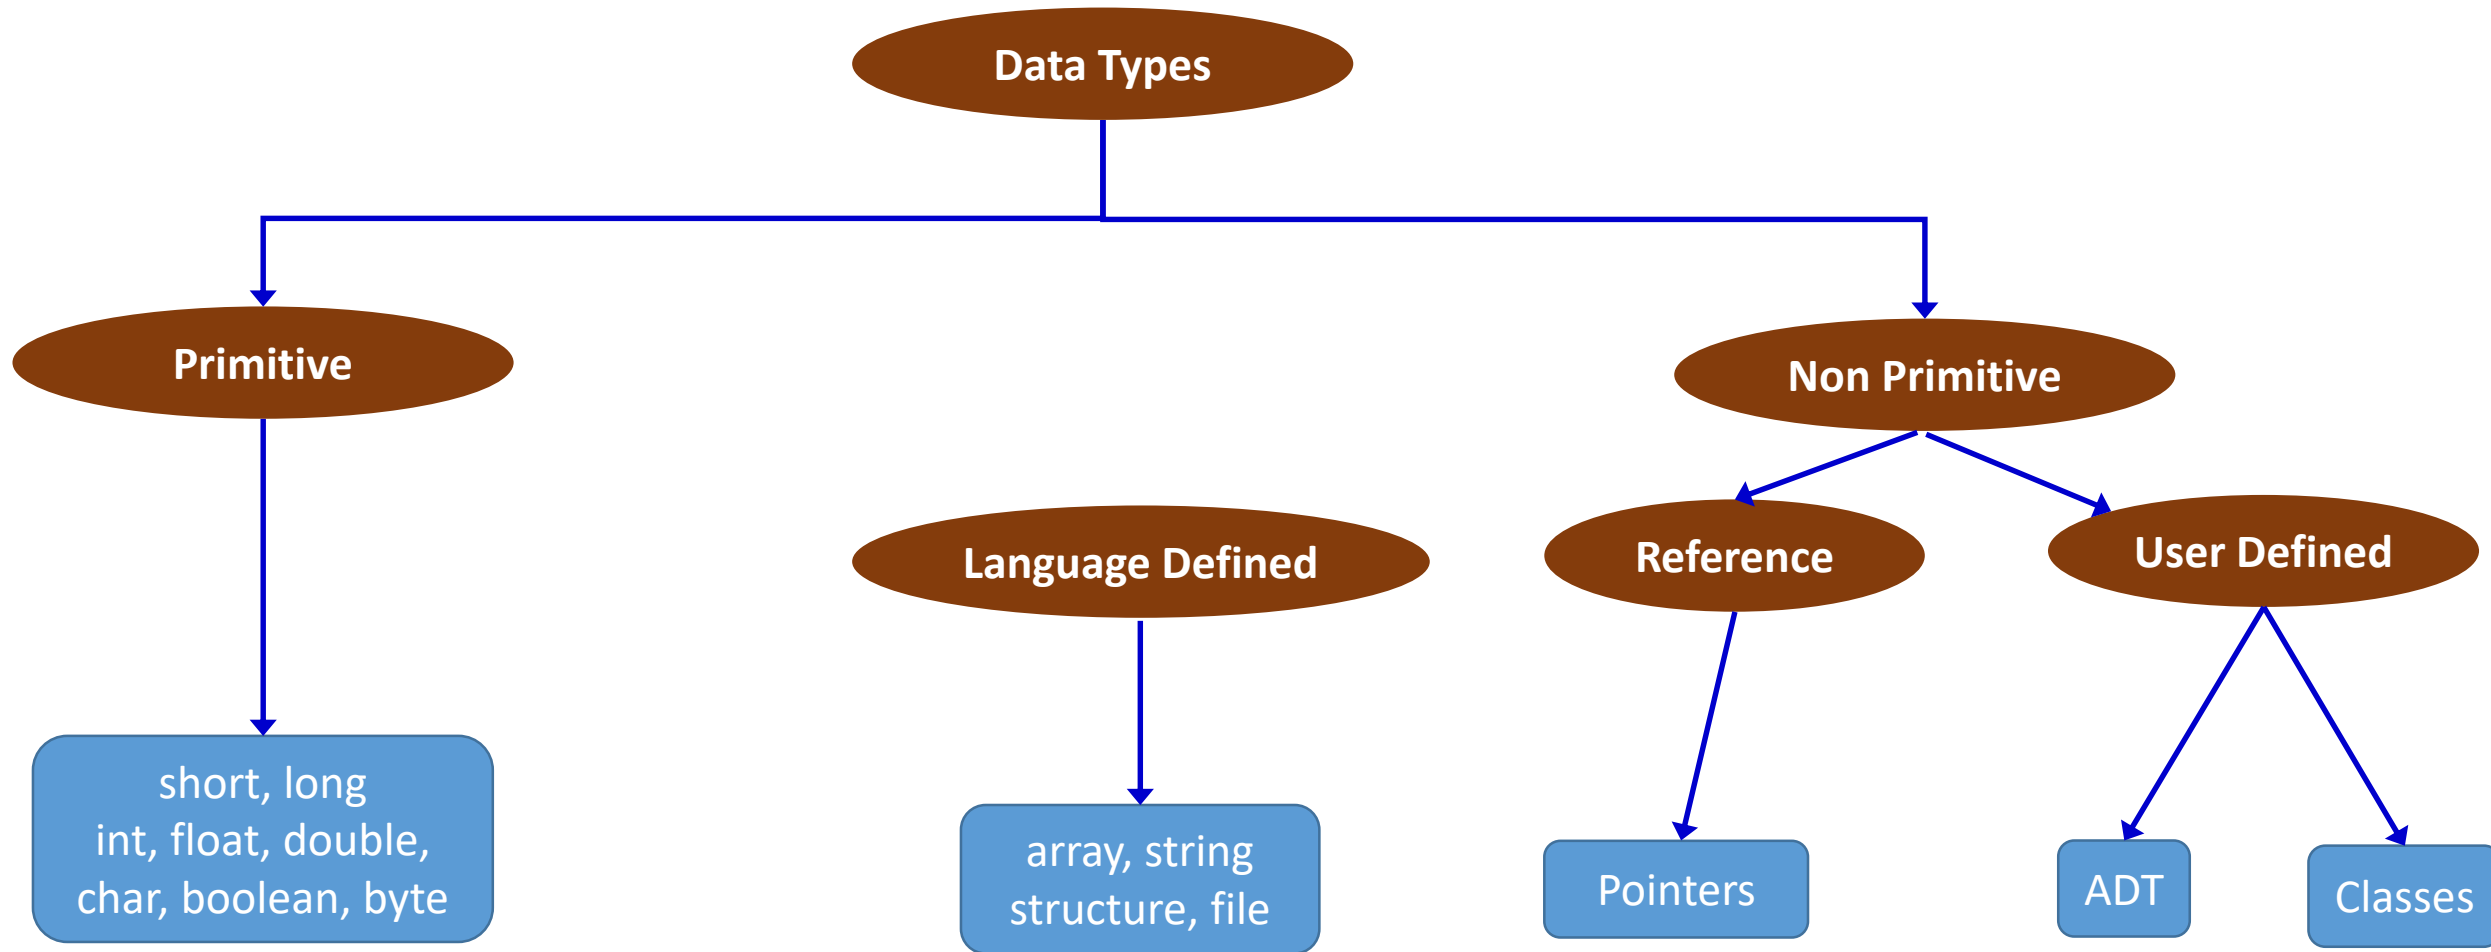 Data Types
Primitive
Non Primitive
Language Defined
Reference
User Defined
short, long
int, float, double,
char, boolean, byte
array, string
structure, file
Pointers
ADT
Classes